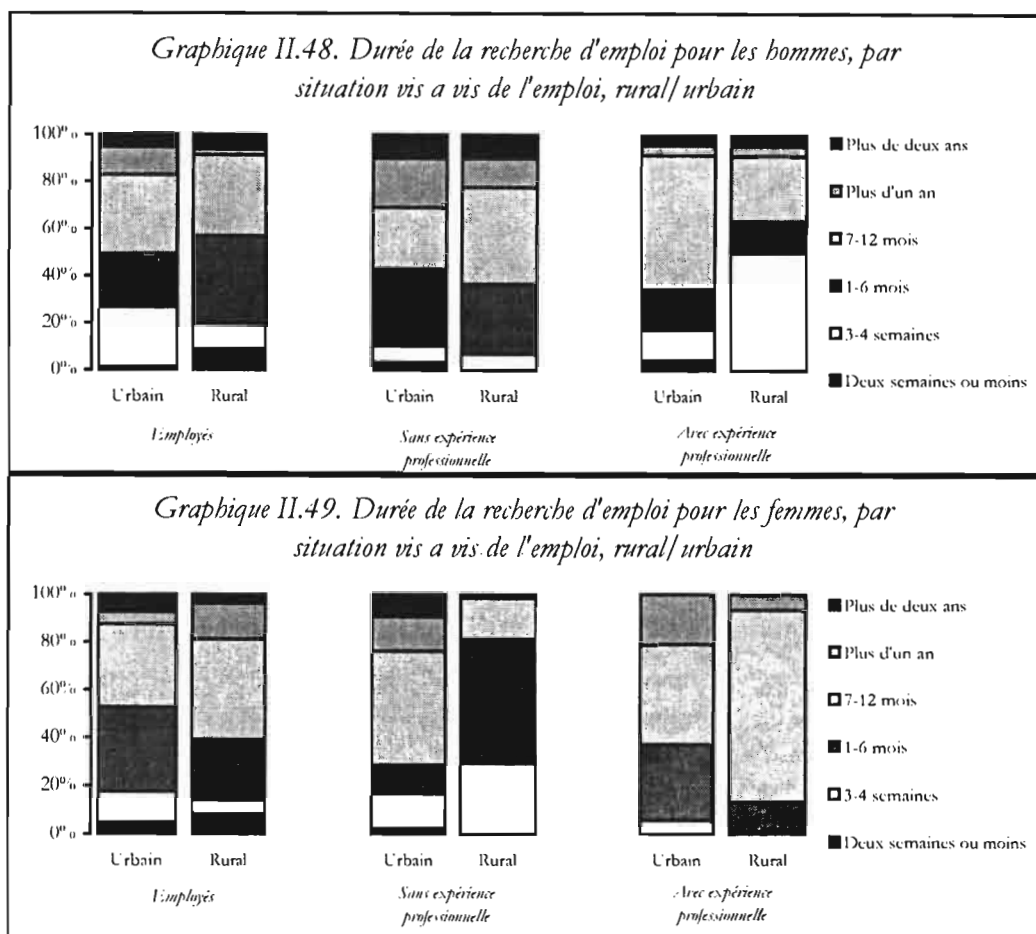 Graphique II.48. Durée de la recherche d'emploi pour les hommes, par
situation vis a vis de l'emploi, rural/urbain
100%
80%
60%
40%
20%
0%
Urbain Rural Urbain Rural Urbain Rural
Employés
Sans expérience
professionnelle
Avec expérience
professionnelle
Plus de deux ans
Plus d'un an
7-12 mois
1-6 mois
3-4 semaines
Deux semaines ou moins
Graphique II.49. Durée de la recherche d'emploi pour les femmes, par
situation vis a vis de l'emploi, rural/urbain
100%
80%
60%
40%
20%
0%
Urbain Rural Urbain Rural Urbain Rural
Employés
Sans expérience
professionnelle
Avec expérience
professionnelle
Plus de deux ans
Plus d'un an
7-12 mois
1-6 mois
3-4 semaines
Deux semaines ou moins